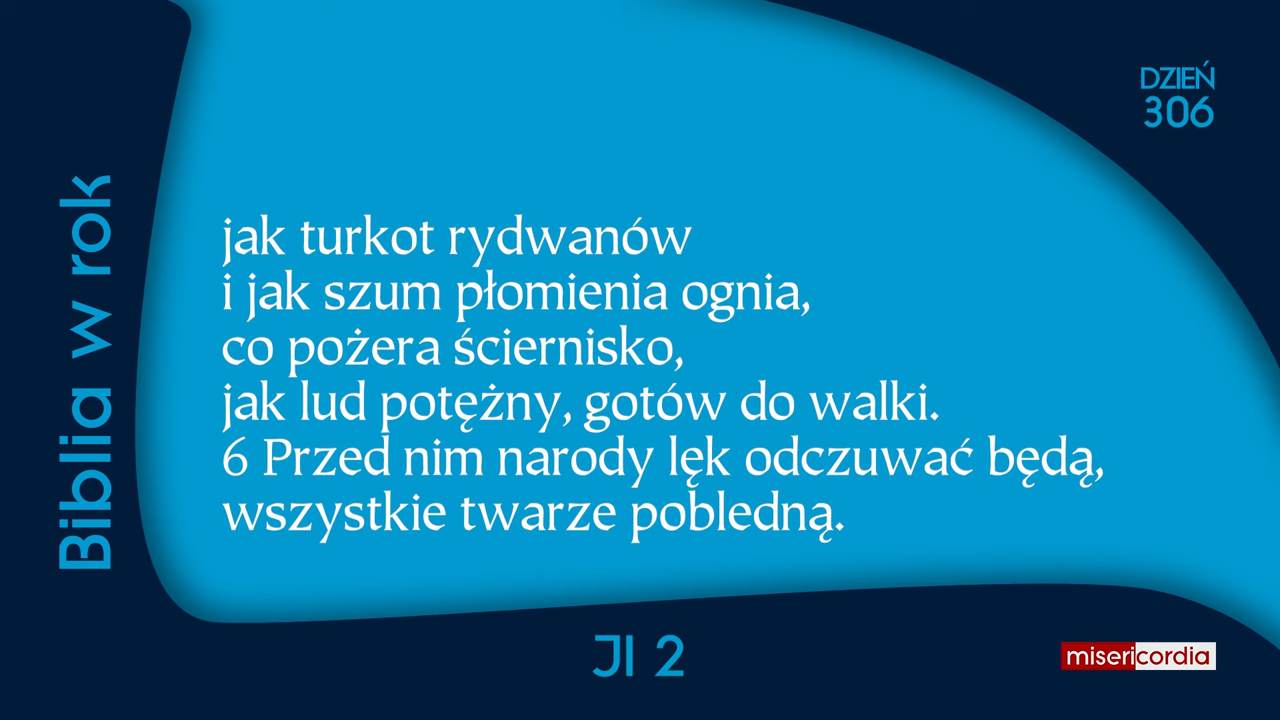 DZIEŃ
306
Biblia w rok
jak turkot rydwanów
i jak szum płomienia ognia,
co pożera ściernisko,
jak lud potężny, gotów do walki.
6 Przed nim narody lęk odczuwać będą,
wszystkie twarze pobledną.
Jl 2
misericordia